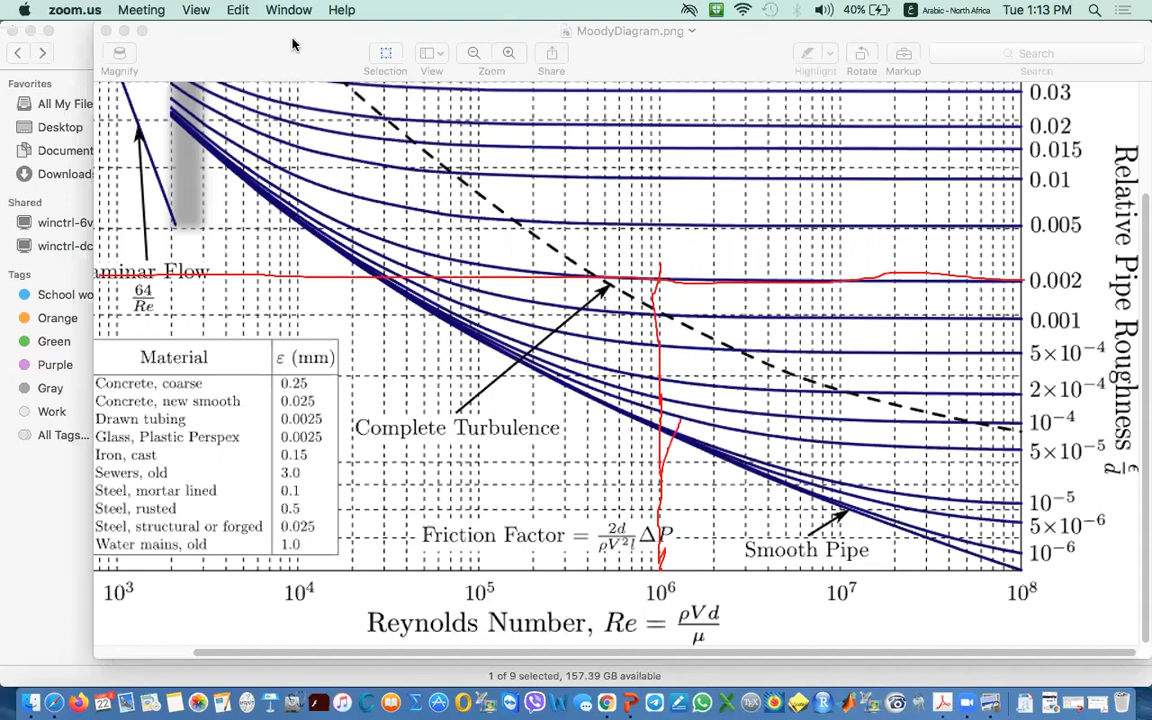 zoom.us Meeting View Edit Window Help 40% Arabic - North Africa Tue 1:13 PM
MoodyDiagram.png
Search
Magnify Selection View Zoom Share Highlight Rotate Markup Search
Favorites
All My File
Desktop
Document
Download
Shared
winctrl-6v
winctrl-dc
Tags
School wo
Orange
Green
Purple
Gray
Work
All Tags...
0.03
0.02
0.015
0.01
0.005
0.002
0.001
5×10⁻⁴
2×10⁻⁴
10⁻⁴
5×10⁻⁵
10⁻⁵
5×10⁻⁶
10⁻⁶
Relative Pipe Roughness ϵ/d
aminar Flow
64/Re
Material ε (mm)
Concrete, coarse 0.25
Concrete, new smooth 0.025
Drawn tubing 0.0025
Glass, Plastic Perspex 0.0025
Iron, cast 0.15
Sewers, old 3.0
Steel, mortar lined 0.1
Steel, rusted 0.5
Steel, structural or forged 0.025
Water mains, old 1.0
Complete Turbulence
Friction Factor = 2d/ρV²l ΔP
Smooth Pipe
10³ 10⁴ 10⁵ 10⁶ 10⁷ 10⁸
Reynolds Number, Re = ρVd/μ
1 of 9 selected, 157.39 GB available